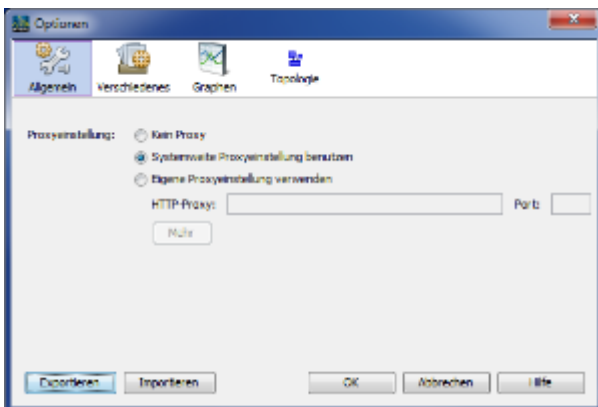 Optionen
Allgemein Verschiedenes Graphen Topologie
Proxyeinstellung: Kein Proxy
Systemweite Proxyeinstellung benutzen
Eigene Proxyeinstellung verwenden
HTTP-Proxy: Port:
Mehr
Exportieren Importieren OK Abbrechen Hilfe